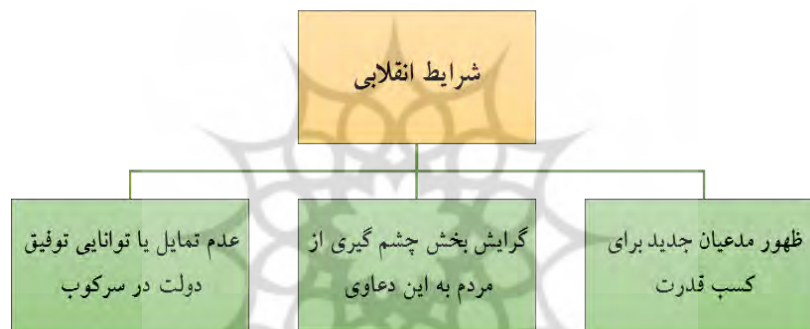 شرایط انقلابی
ظهور مدعیان جدید برای
کسب قدرت
گرایش بخش چشم گیری از
مردم به این دعاوی
عدم تمایل یا توانایی توفیق
دولت در سرکوب